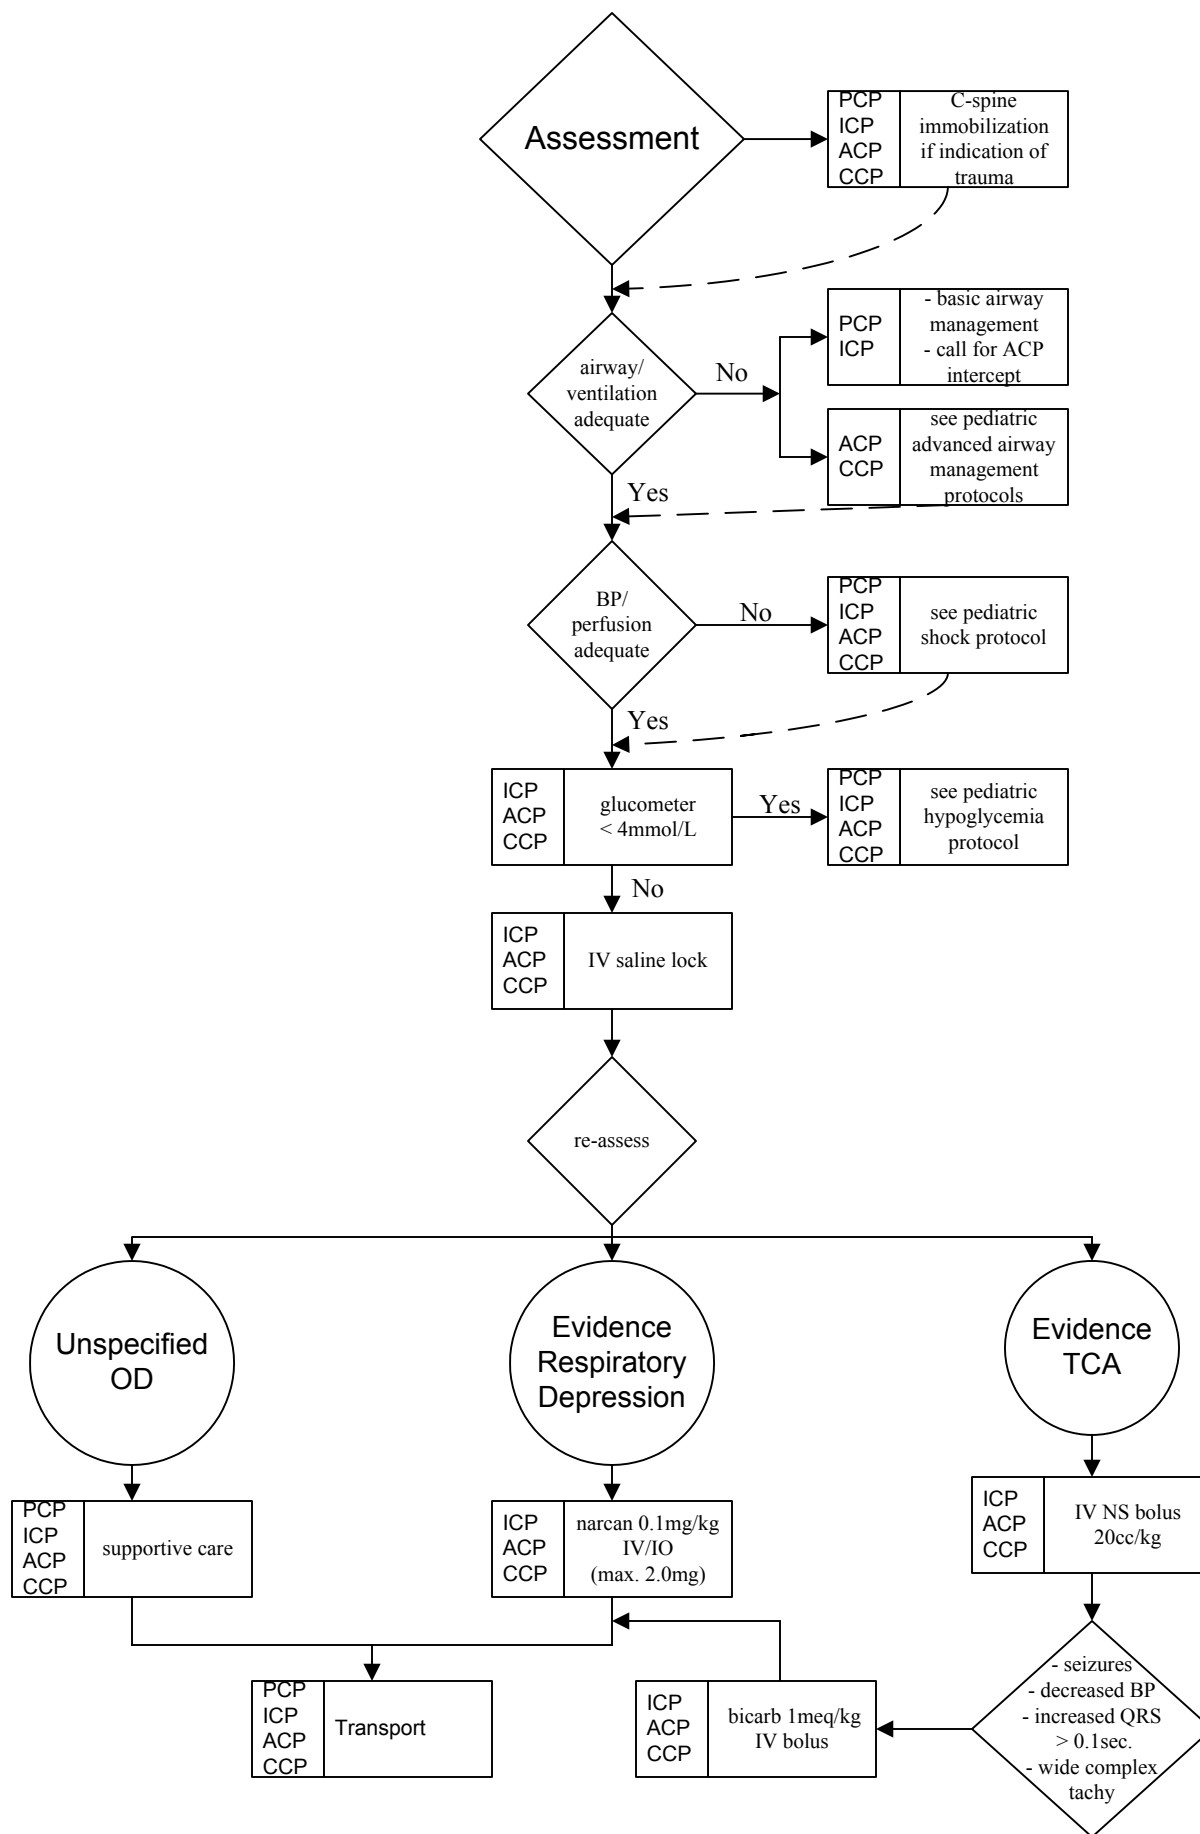 Assessment
PCP
ICP
ACP
CCP
C-spine
immobilization
if indication of
trauma
airway/
ventilation
adequate
No
PCP
ICP
- basic airway
management
- call for ACP
intercept
ACP
CCP
see pediatric
advanced airway
management
protocols
Yes
BP/
perfusion
adequate
No
PCP
ICP
ACP
CCP
see pediatric
shock protocol
Yes
ICP
ACP
CCP
glucometer
< 4mmol/L
Yes
PCP
ICP
ACP
CCP
see pediatric
hypoglycemia
protocol
No
ICP
ACP
CCP
IV saline lock
re-assess
Unspecified
OD
Evidence
Respiratory
Depression
Evidence
TCA
PCP
ICP
ACP
CCP
supportive care
ICP
ACP
CCP
narcan 0.1mg/kg
IV/IO
(max. 2.0mg)
ICP
ACP
CCP
IV NS bolus
20cc/kg
PCP
ICP
ACP
CCP
Transport
ICP
ACP
CCP
bicarb 1meq/kg
IV bolus
- seizures
- decreased BP
- increased QRS
> 0.1sec.
- wide complex
tachy